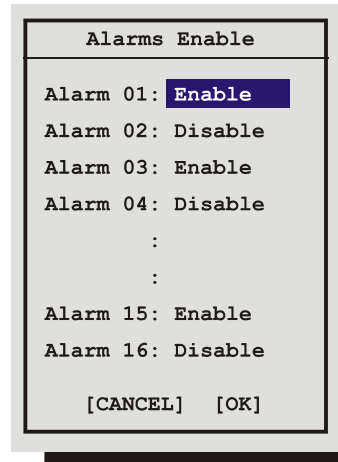 Alarms Enable
Alarm 01: Enable
Alarm 02: Disable
Alarm 03: Enable
Alarm 04: Disable
:
:
Alarm 15: Enable
Alarm 16: Disable
[CANCEL] [OK]